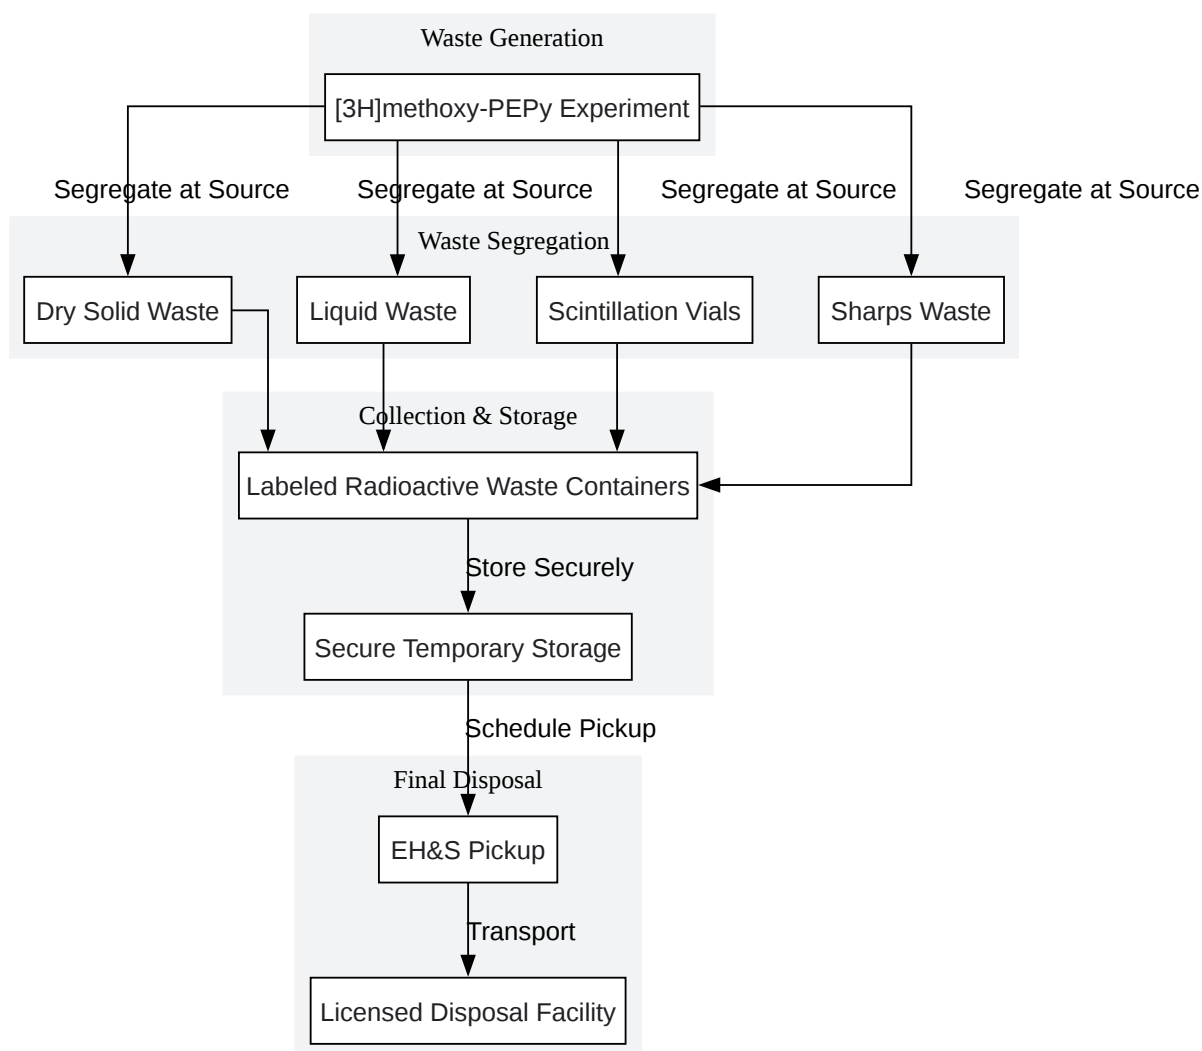 Waste Generation
[3H]methoxy-PEPy Experiment
Segregate at Source
Segregate at Source
Segregate at Source
Segregate at Source
Waste Segregation
Dry Solid Waste
Liquid Waste
Scintillation Vials
Sharps Waste
Collection & Storage
Labeled Radioactive Waste Containers
Store Securely
Secure Temporary Storage
Schedule Pickup
Final Disposal
EH&S Pickup
Transport
Licensed Disposal Facility